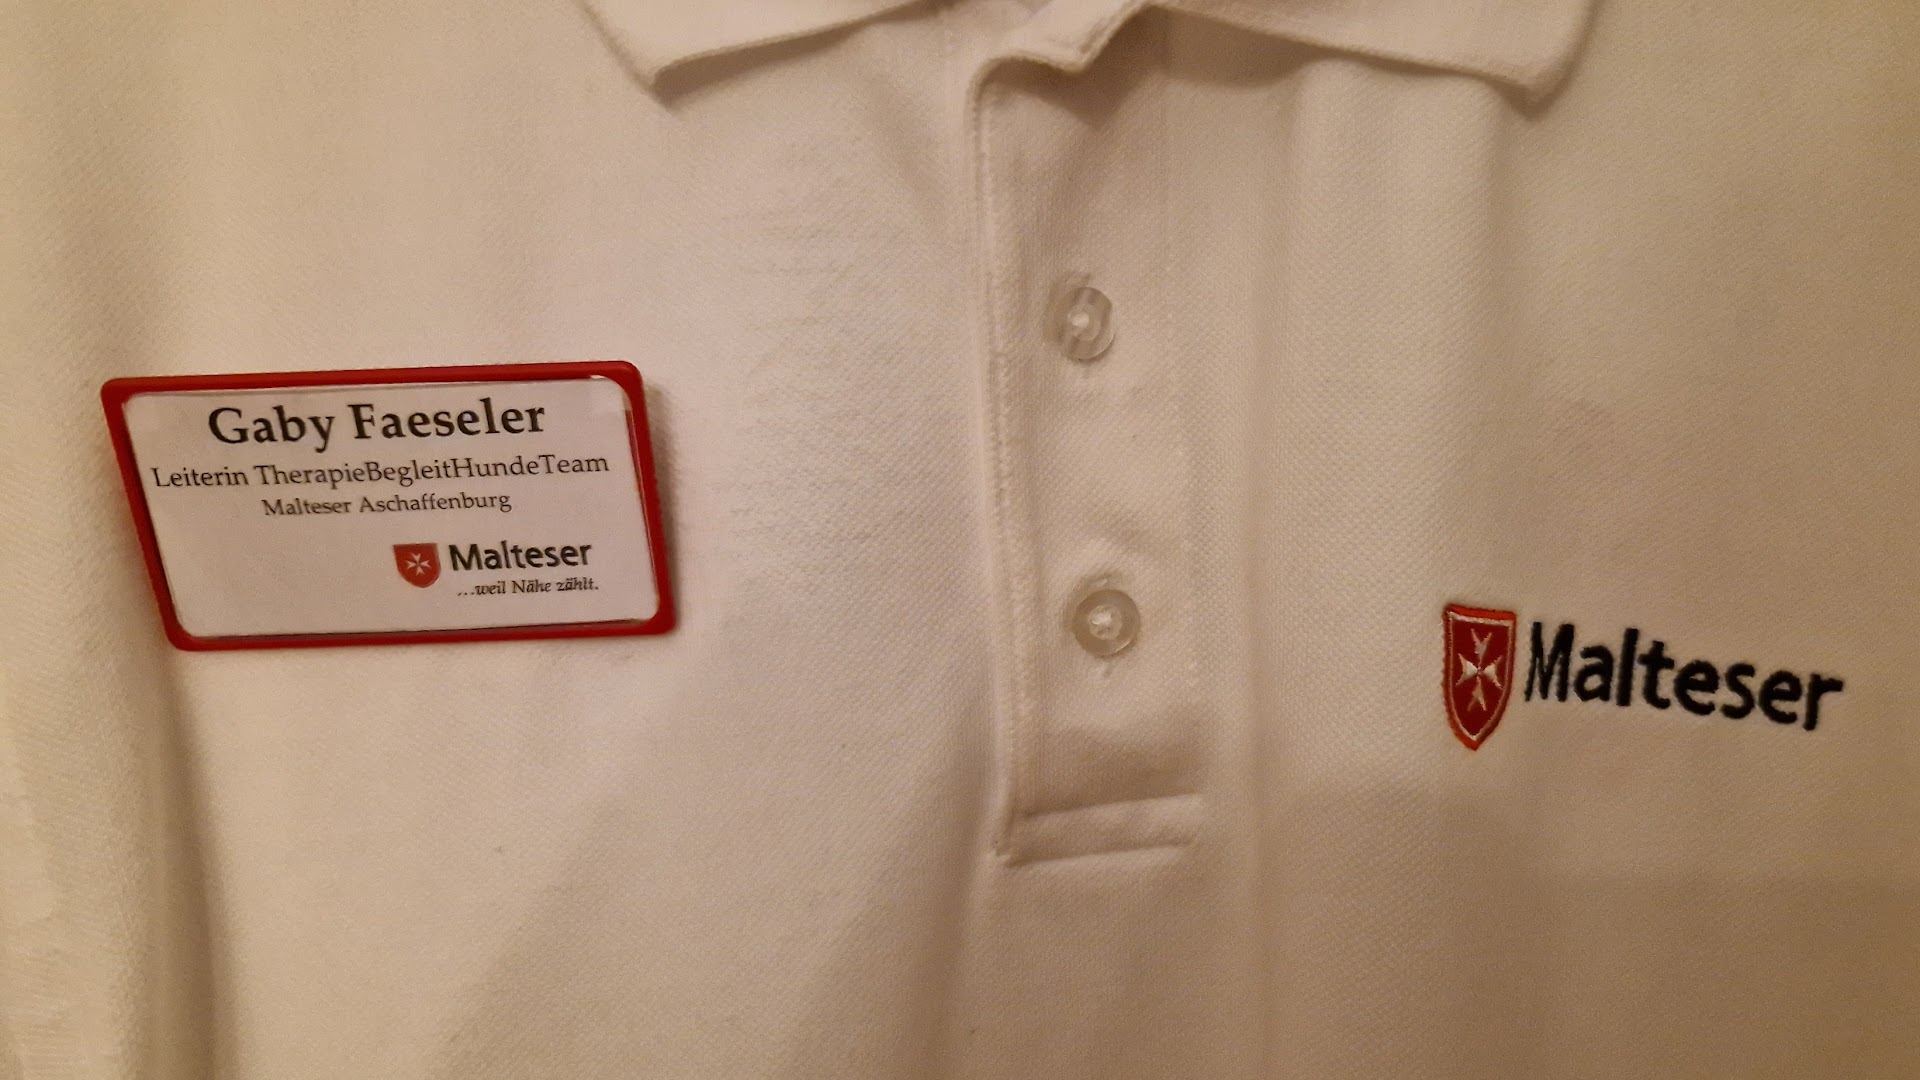 Gaby Faeseler
Leiterin TherapieBegleitHundeTeam
Malteser Aschaffenburg
Malteser
...weil Nähe zählt.
Malteser